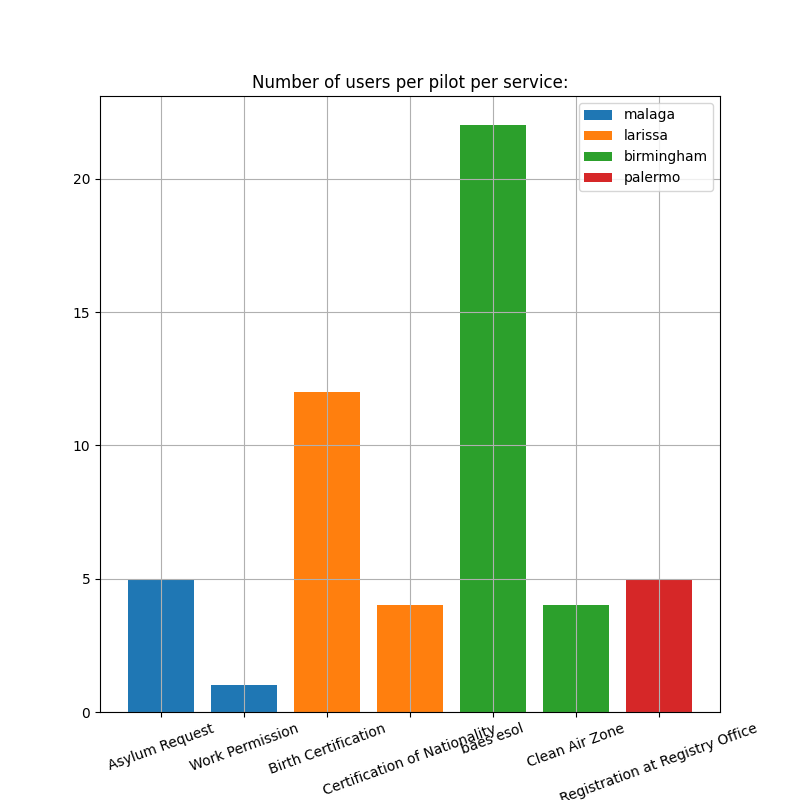 Number of users per pilot per service:
malaga
larissa
birmingham
palermo
20
15
10
5
0
Asylum Request
Work Permission
Birth Certification
Certification of Nationality
baes esol
Clean Air Zone
Registration at Registry Office